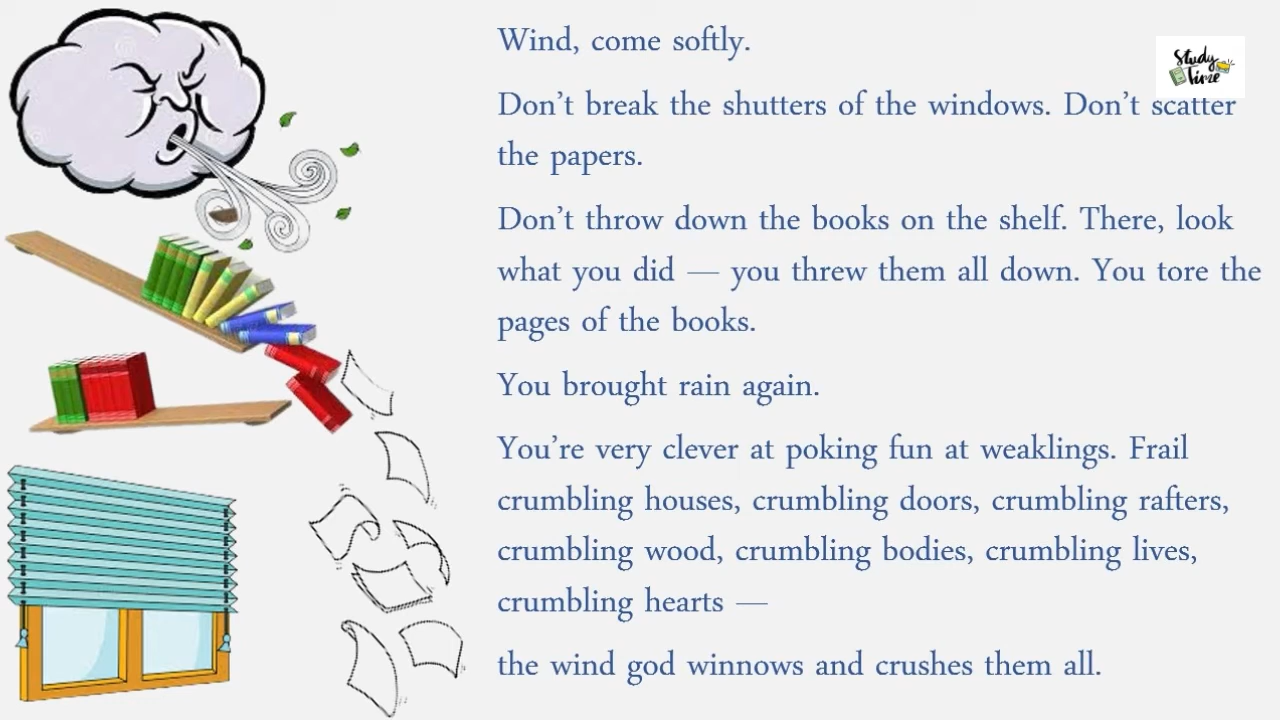 Wind, come softly.
Study
Time
Don't break the shutters of the windows. Don't scatter
the papers.
Don't throw down the books on the shelf. There, look
what you did — you threw them all down. You tore the
pages of the books.
You brought rain again.
You're very clever at poking fun at weaklings. Frail
crumbling houses, crumbling doors, crumbling rafters,
crumbling wood, crumbling bodies, crumbling lives,
crumbling hearts —
the wind god winnows and crushes them all.